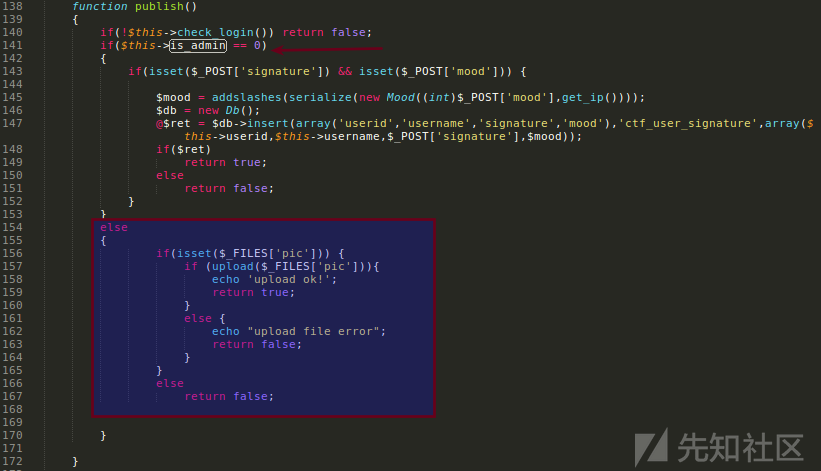 138 function publish()
139 {
140 if(!$this->check_login()) return false;
141 if($this->is_admin == 0)
142 {
143 if(isset($_POST['signature']) && isset($_POST['mood'])) {
144
145 $mood = addslashes(serialize(new Mood((int)$_POST['mood'],get_ip())));
146 $db = new Db();
147 @$ret = $db->insert(array('userid','username','signature','mood'),'ctf_user_signature',array($
this->userid,$this->username,$_POST['signature'],$mood));
148 if($ret)
149 return true;
150 else
151 return false;
152 }
153 }
154 else
155 {
156 if(isset($_FILES['pic'])) {
157 if (upload($_FILES['pic'])){
158 echo 'upload ok!';
159 return true;
160 }
161 else {
162 echo "upload file error";
163 return false;
164 }
165 }
166 else
167 return false;
168
169
170 }
171
172 }
先知社区